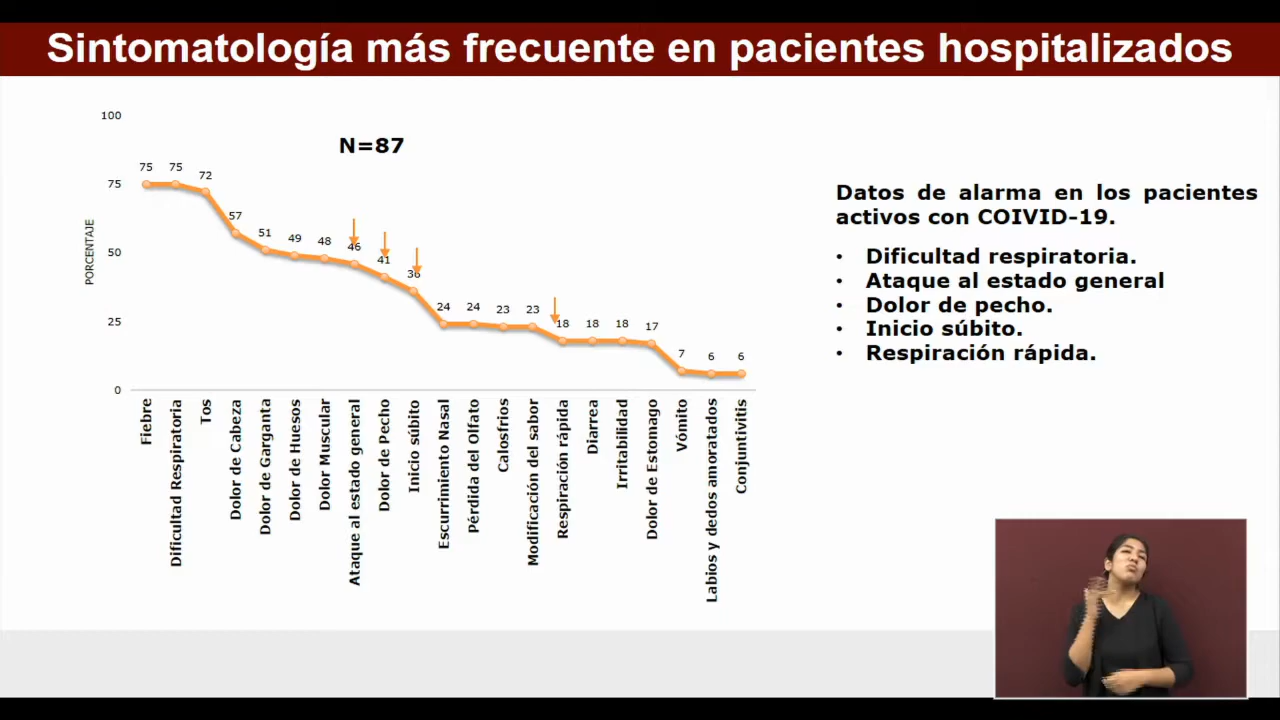 Sintomatología más frecuente en pacientes hospitalizados
100
75
50
25
0
PORCENTAJE
N=87
75
75
72
57
51
49
48
46
41
36
24
24
23
23
18
18
18
17
7
6
6
Fiebre
Dificultad Respiratoria
Tos
Dolor de Cabeza
Dolor de Garganta
Dolor de Huesos
Dolor Muscular
Ataque al estado general
Dolor de Pecho
Inicio súbito
Escurrimiento Nasal
Pérdida del Olfato
Calosfríos
Modificación del sabor
Respiración rápida
Diarrea
Irritabilidad
Dolor de Estomago
Vómito
Labios y dedos amoratados
Conjuntivitis
Datos de alarma en los pacientes
activos con COIVID-19.
• Dificultad respiratoria.
• Ataque al estado general
• Dolor de pecho.
• Inicio súbito.
• Respiración rápida.